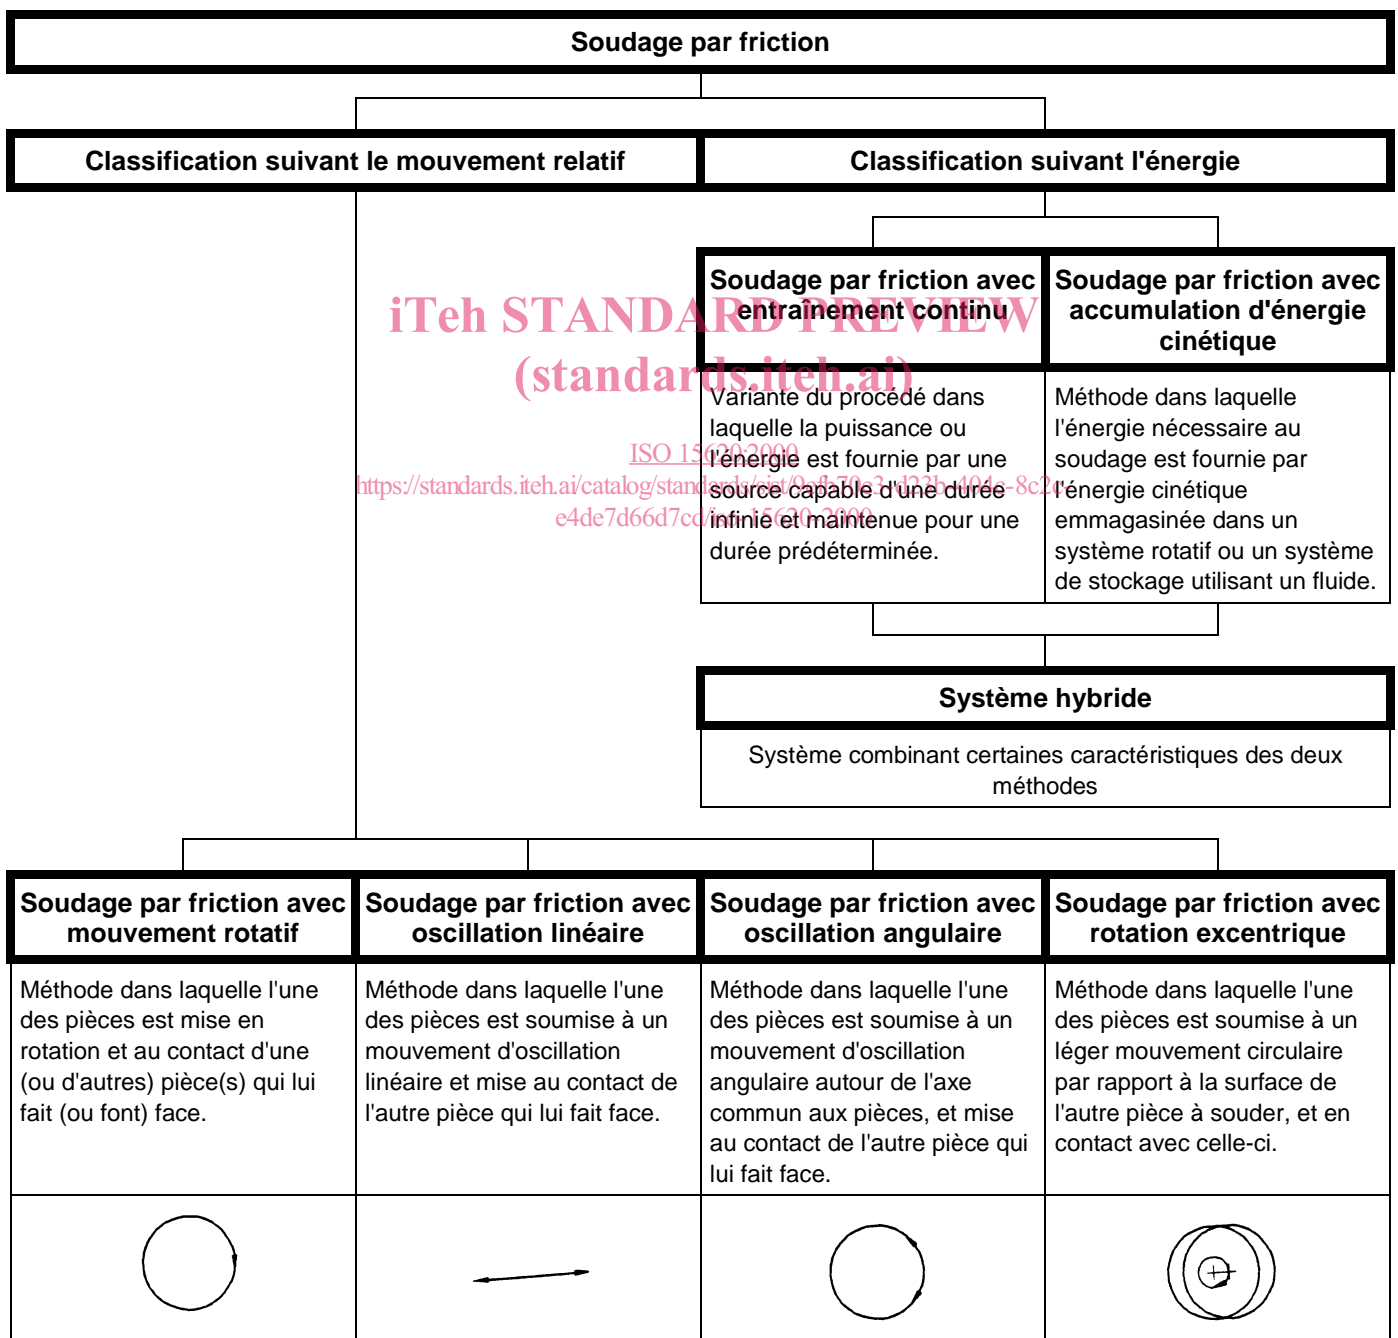 Soudage par friction
Classification suivant le mouvement relatif
Classification suivant l'énergie
Soudage par friction avec
entraînement continu
Soudage par friction avec
accumulation d'énergie
cinétique
iTeh STANDARD PREVIEW
(standards.iteh.ai)
Variante du procédé dans
laquelle la puissance ou
l'énergie est fournie par une
source capable d'une durée
infinie et maintenue pour une
durée prédéterminée.
Méthode dans laquelle
l'énergie nécessaire au
soudage est fournie par
l'énergie cinétique
emmagasinée dans un
système rotatif ou un système
de stockage utilisant un fluide.
ISO 15620:2000
https://standards.iteh.ai/catalog/standards/sist/
e4de7d66d7cd/iso-15620-2000
Système hybride
Système combinant certaines caractéristiques des deux
méthodes
Soudage par friction avec
mouvement rotatif
Soudage par friction avec
oscillation linéaire
Soudage par friction avec
oscillation angulaire
Soudage par friction avec
rotation excentrique
Méthode dans laquelle l'une
des pièces est mise en
rotation et au contact d'une
(ou d'autres) pièce(s) qui lui
fait (ou font) face.
Méthode dans laquelle l'une
des pièces est soumise à un
mouvement d'oscillation
linéaire et mise au contact de
l'autre pièce qui lui fait face.
Méthode dans laquelle l'une
des pièces est soumise à un
mouvement d'oscillation
angulaire autour de l'axe
commun aux pièces, et mise
au contact de l'autre pièce qui
lui fait face.
Méthode dans laquelle l'une
des pièces est soumise à un
léger mouvement circulaire
par rapport à la surface de
l'autre pièce à souder, et en
contact avec celle-ci.